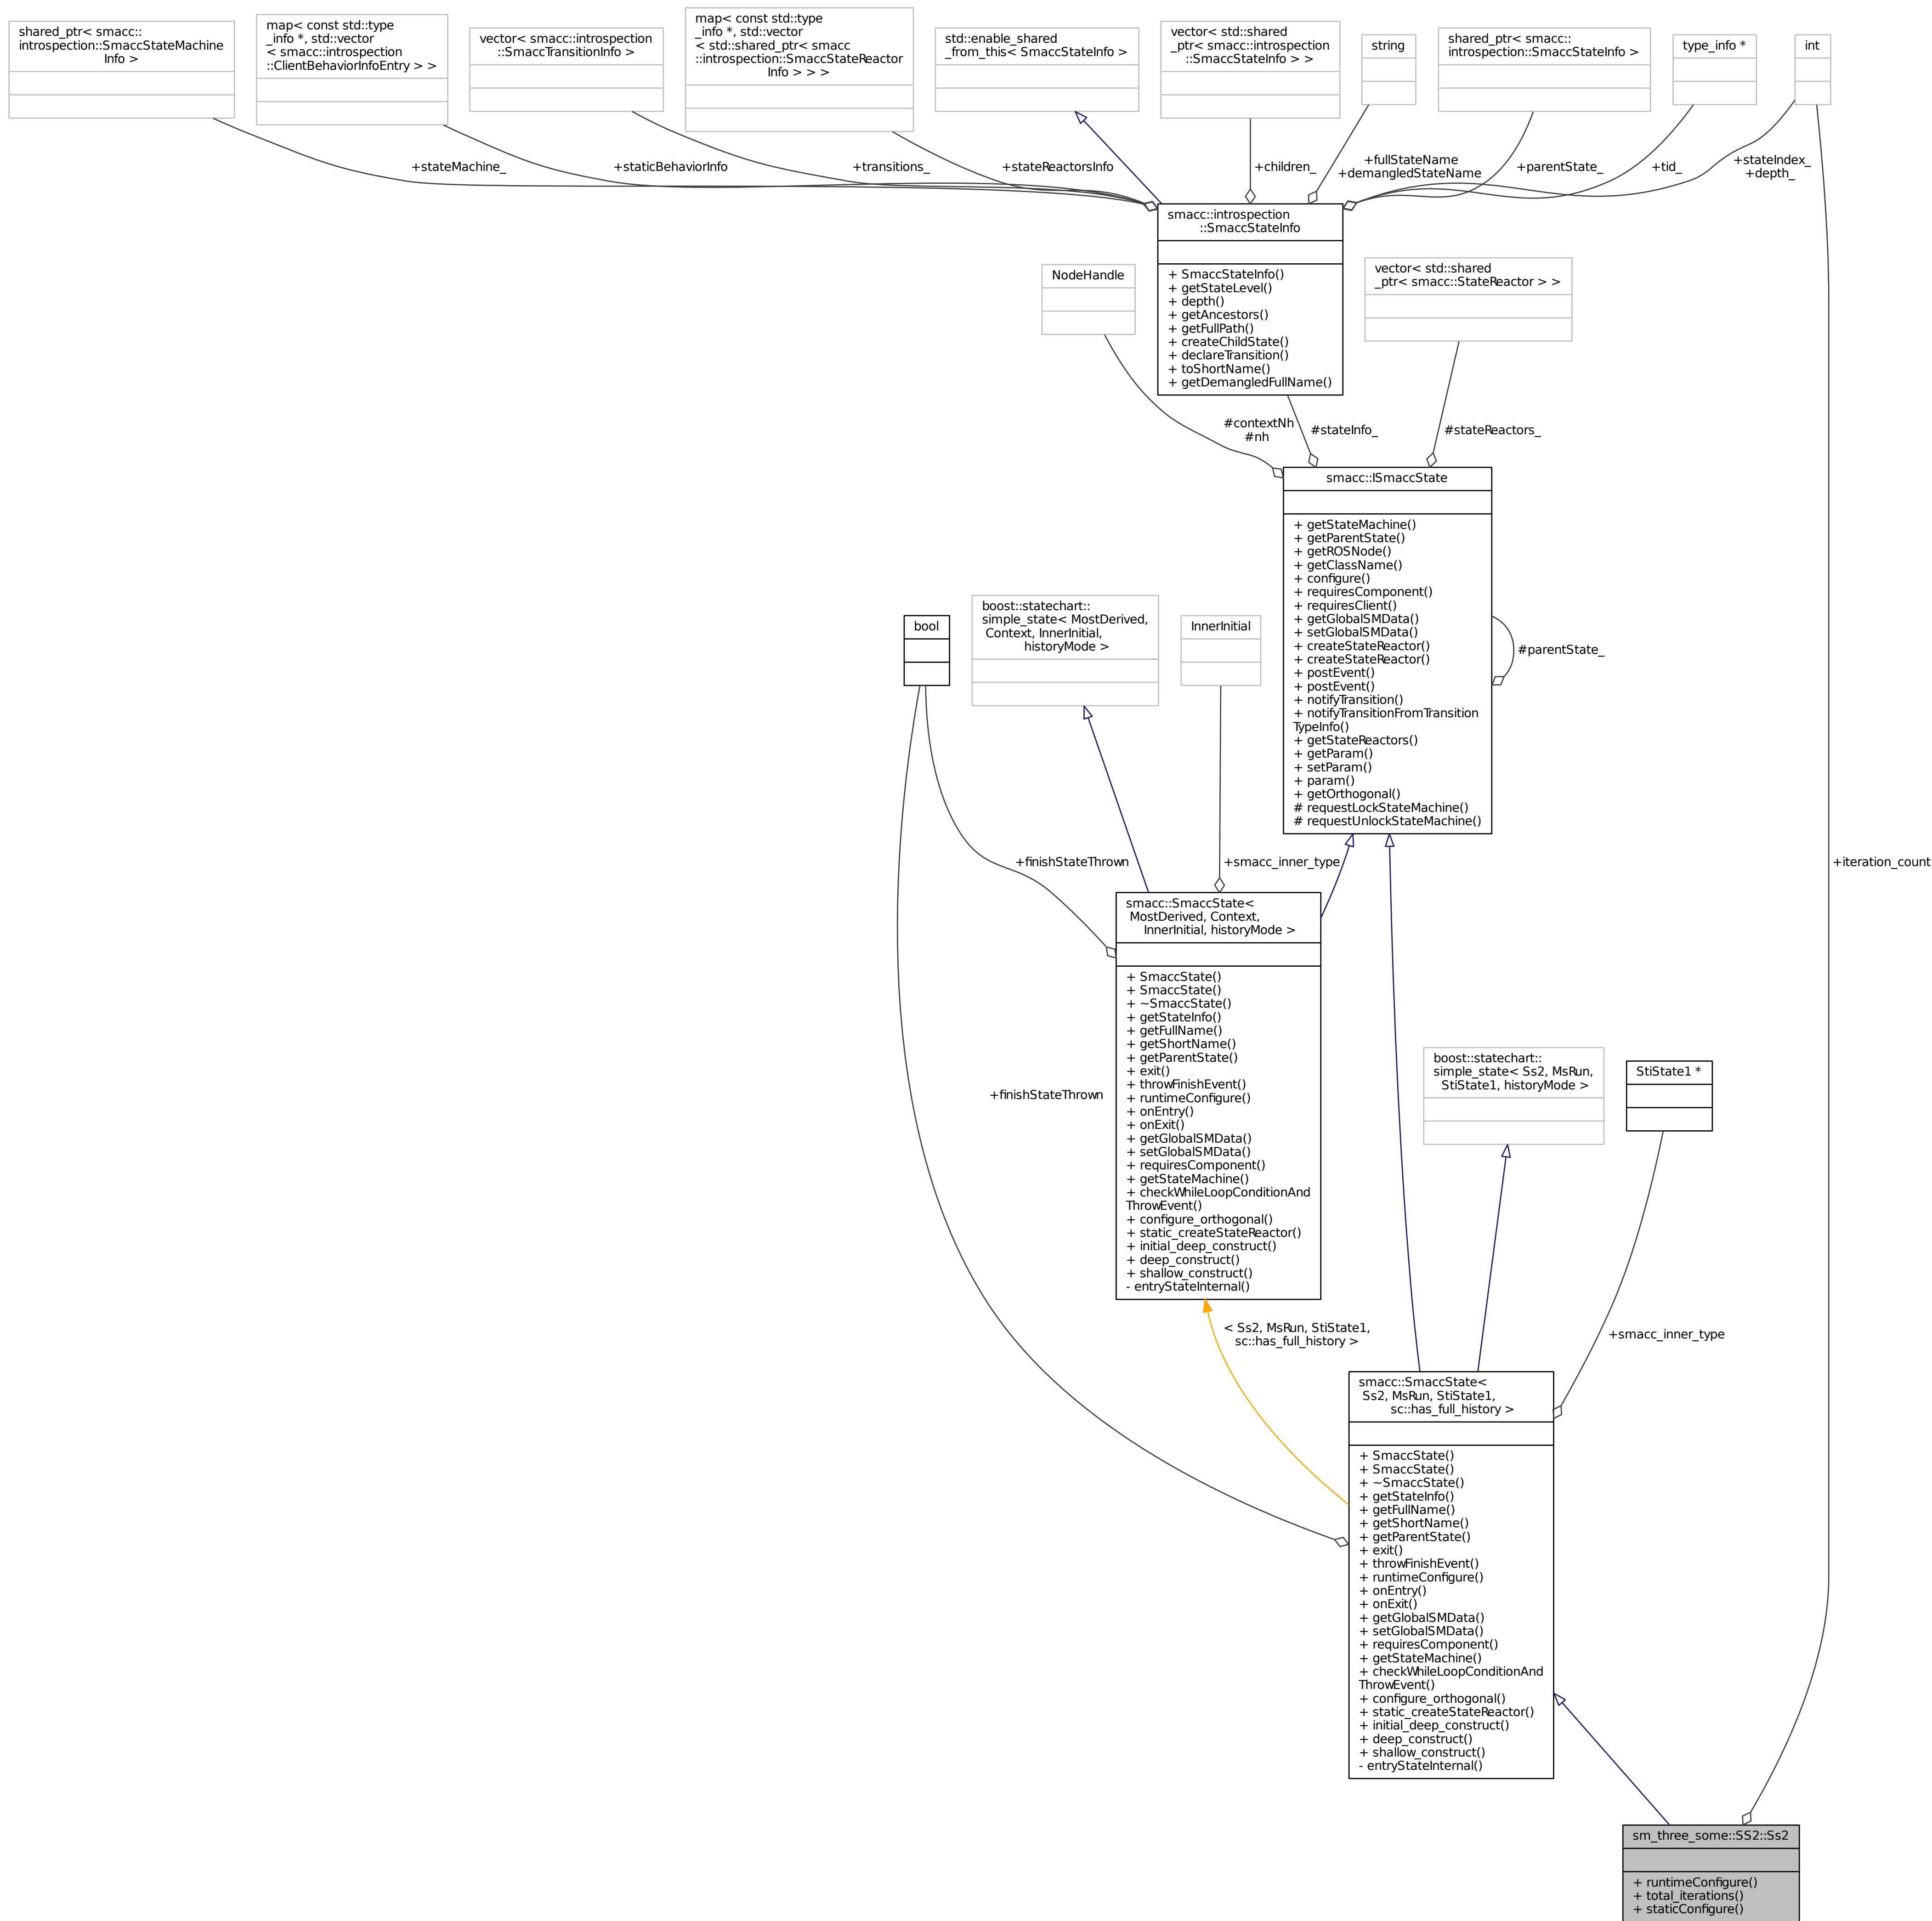 shared_ptr< smacc::
introspection::SmaccStateMachine
Info >
map< const std::type
_info *, std::vector
< smacc::introspection
::ClientBehaviorInfoEntry > >
vector< smacc::introspection
::SmaccTransitionInfo >
map< const std::type
_info *, std::vector
< std::shared_ptr< smacc
::introspection::SmaccStateReactor
Info > > >
std::enable_shared
_from_this< SmaccStateInfo >
vector< std::shared
_ptr< smacc::introspection
::SmaccStateInfo > >
string
shared_ptr< smacc::
introspection::SmaccStateInfo >
type_info *
int
+stateMachine_
+staticBehaviorInfo
+transitions_
+stateReactorsInfo
+children_
+fullStateName
+demangledStateName
+parentState_
+tid_
+stateIndex_
+depth_
smacc::introspection
::SmaccStateInfo
+ SmaccStateInfo()
+ getStateLevel()
+ depth()
+ getAncestors()
+ getFullPath()
+ createChildState()
+ declareTransition()
+ toShortName()
+ getDemangledFullName()
NodeHandle
vector< std::shared
_ptr< smacc::StateReactor > >
#contextNh
#nh
#stateInfo_
#stateReactors_
smacc::ISmaccState
+ getStateMachine()
+ getParentState()
+ getROSNode()
+ getClassName()
+ configure()
+ requiresComponent()
+ requiresClient()
+ getGlobalSMData()
+ setGlobalSMData()
+ createStateReactor()
+ createStateReactor()
+ postEvent()
+ postEvent()
+ notifyTransition()
+ notifyTransitionFromTransition
TypeInfo()
+ getStateReactors()
+ getParam()
+ setParam()
+ param()
+ getOrthogonal()
# requestLockStateMachine()
# requestUnlockStateMachine()
#parentState_
bool
boost::statechart::
simple_state< MostDerived,
Context, InnerInitial,
historyMode >
InnerInitial
+finishStateThrown
+smacc_inner_type
+iteration_count
smacc::SmaccState<
MostDerived, Context,
InnerInitial, historyMode >
+ SmaccState()
+ SmaccState()
+ ~SmaccState()
+ getStateInfo()
+ getFullName()
+ getShortName()
+ getParentState()
+ exit()
+ throwFinishEvent()
+ runtimeConfigure()
+ onEntry()
+ onExit()
+ getGlobalSMData()
+ setGlobalSMData()
+ requiresComponent()
+ getStateMachine()
+ checkWhileLoopConditionAnd
ThrowEvent()
+ configure_orthogonal()
+ static_createStateReactor()
+ initial_deep_construct()
+ deep_construct()
+ shallow_construct()
- entryStateInternal()
+finishStateThrown
boost::statechart::
simple_state< Ss2, MsRun,
StiState1, historyMode >
StiState1 *
< Ss2, MsRun, StiState1,
sc::has_full_history >
+smacc_inner_type
smacc::SmaccState<
Ss2, MsRun, StiState1,
sc::has_full_history >
+ SmaccState()
+ SmaccState()
+ ~SmaccState()
+ getStateInfo()
+ getFullName()
+ getShortName()
+ getParentState()
+ exit()
+ throwFinishEvent()
+ runtimeConfigure()
+ onEntry()
+ onExit()
+ getGlobalSMData()
+ setGlobalSMData()
+ requiresComponent()
+ getStateMachine()
+ checkWhileLoopConditionAnd
ThrowEvent()
+ configure_orthogonal()
+ static_createStateReactor()
+ initial_deep_construct()
+ deep_construct()
+ shallow_construct()
- entryStateInternal()
sm_three_some::SS2::Ss2
+ runtimeConfigure()
+ total_iterations()
+ staticConfigure()